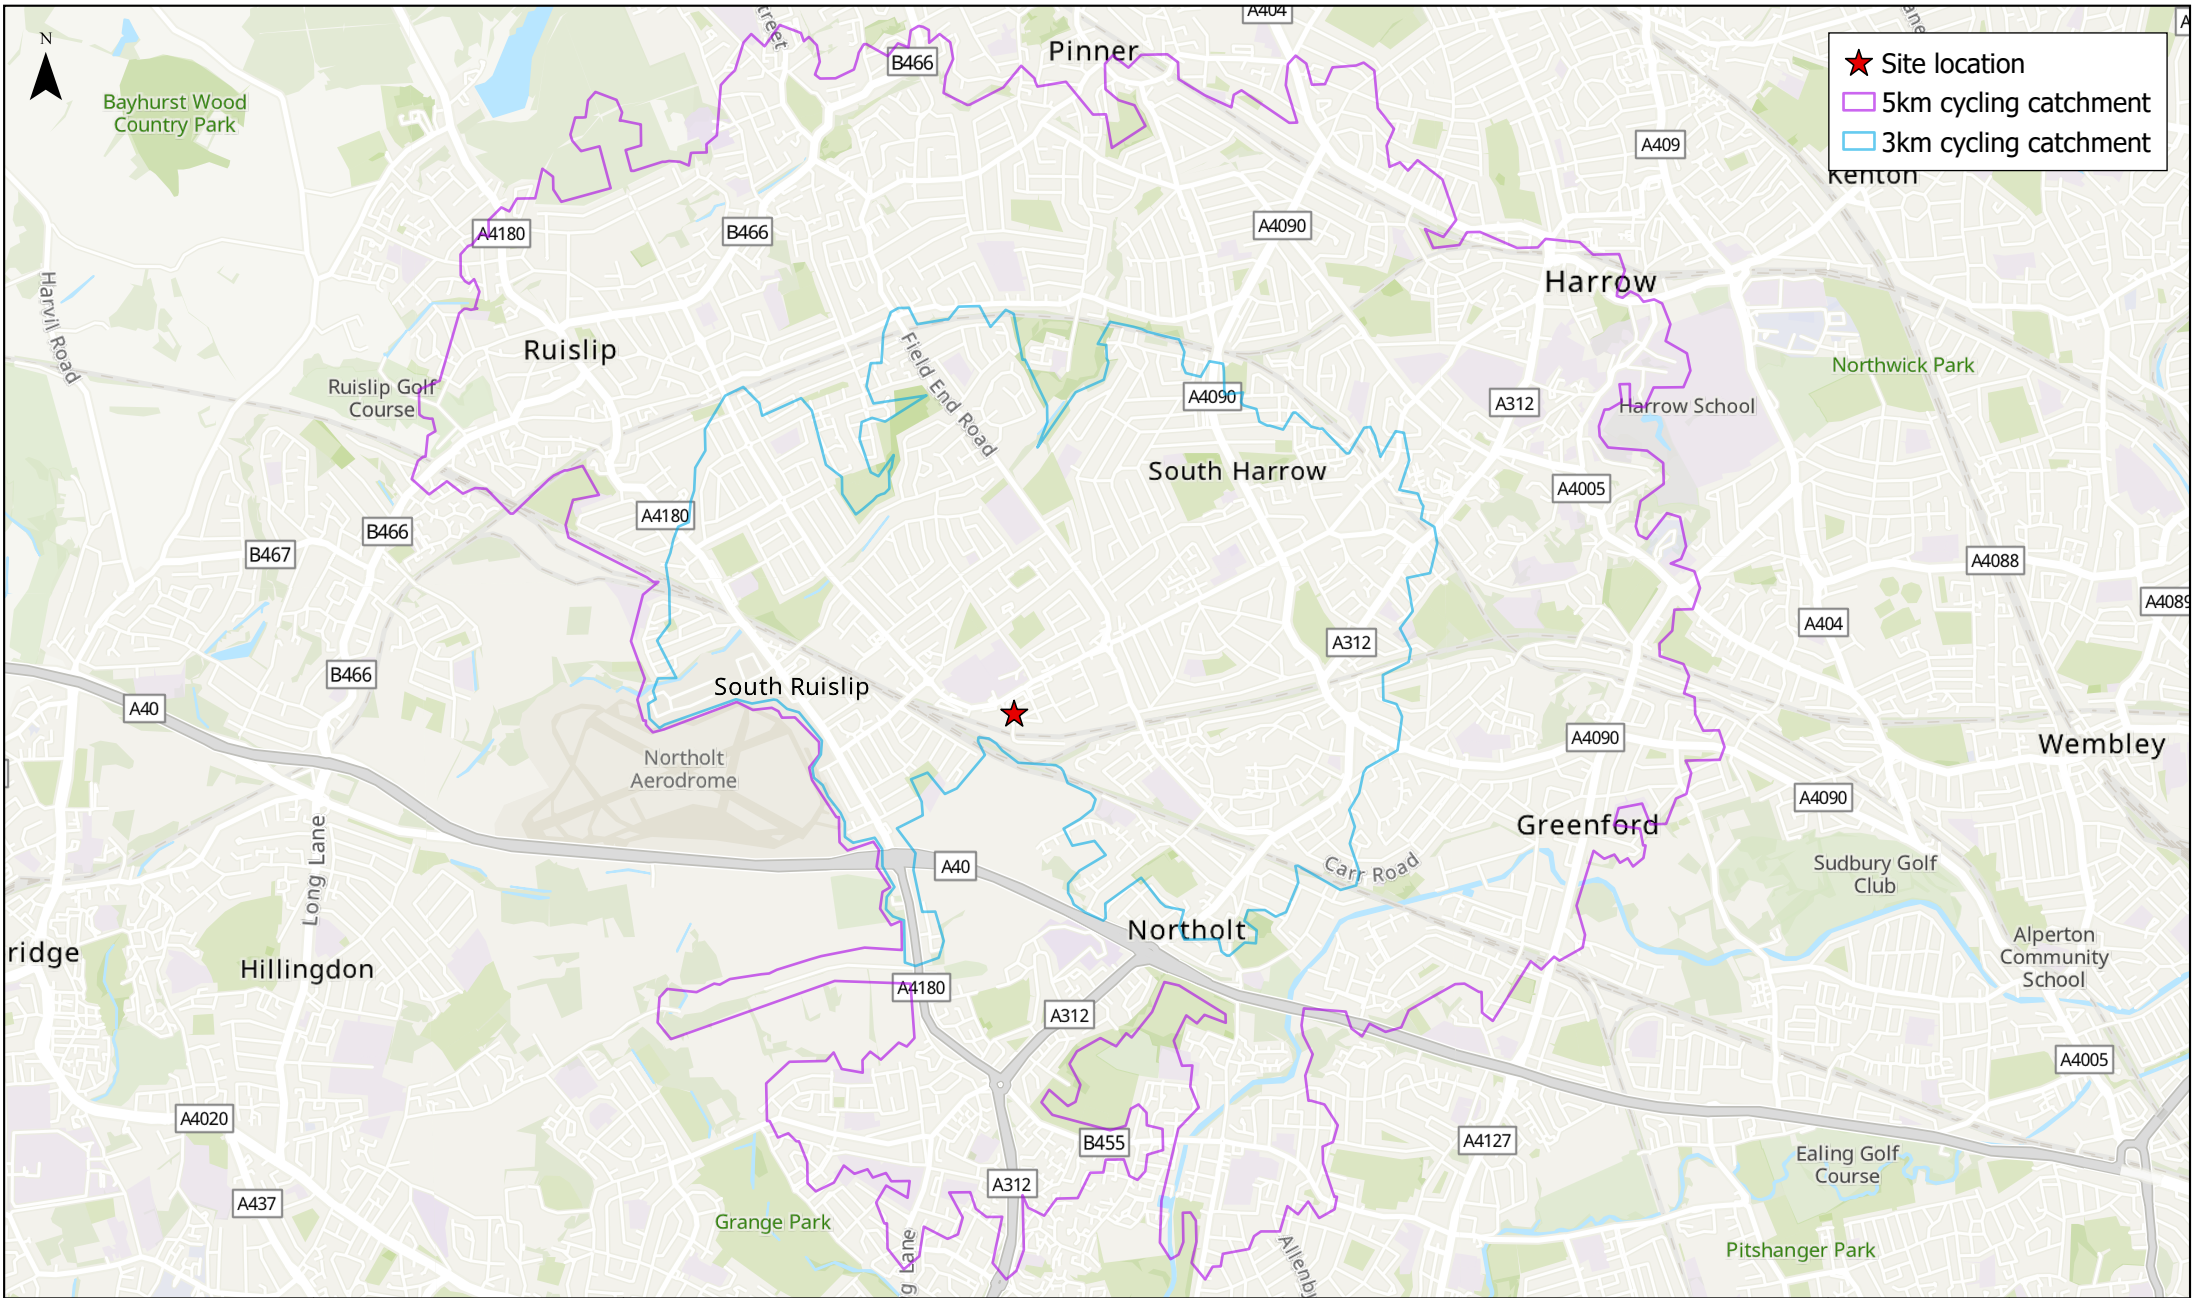 N
Site location
5km cycling catchment
3km cycling catchment
A404
Pinner
B466
Bayhurst Wood
Country Park
A409
Kenton
A4180
B466
A4090
Harvil Road
Harrow
Ruislip
Field End Road
Northwick Park
Ruislip Golf
Course
A4090
A312
Harrow School
South Harrow
A4005
A4180
B466
B467
A4088
A4089
A404
A312
B466
South Ruislip
A40
A4090
Wembley
Northolt
Aerodrome
A4090
Greenford
Long Lane
A40
Carr Road
Sudbury Golf
Club
Northolt
ridge
Hillingdon
Alperton
Community
School
A4180
A312
A4005
A4020
B455
A4127
Ealing Golf
Course
A312
A437
Grange Park
Pitshanger Park
g Lane
Allenby